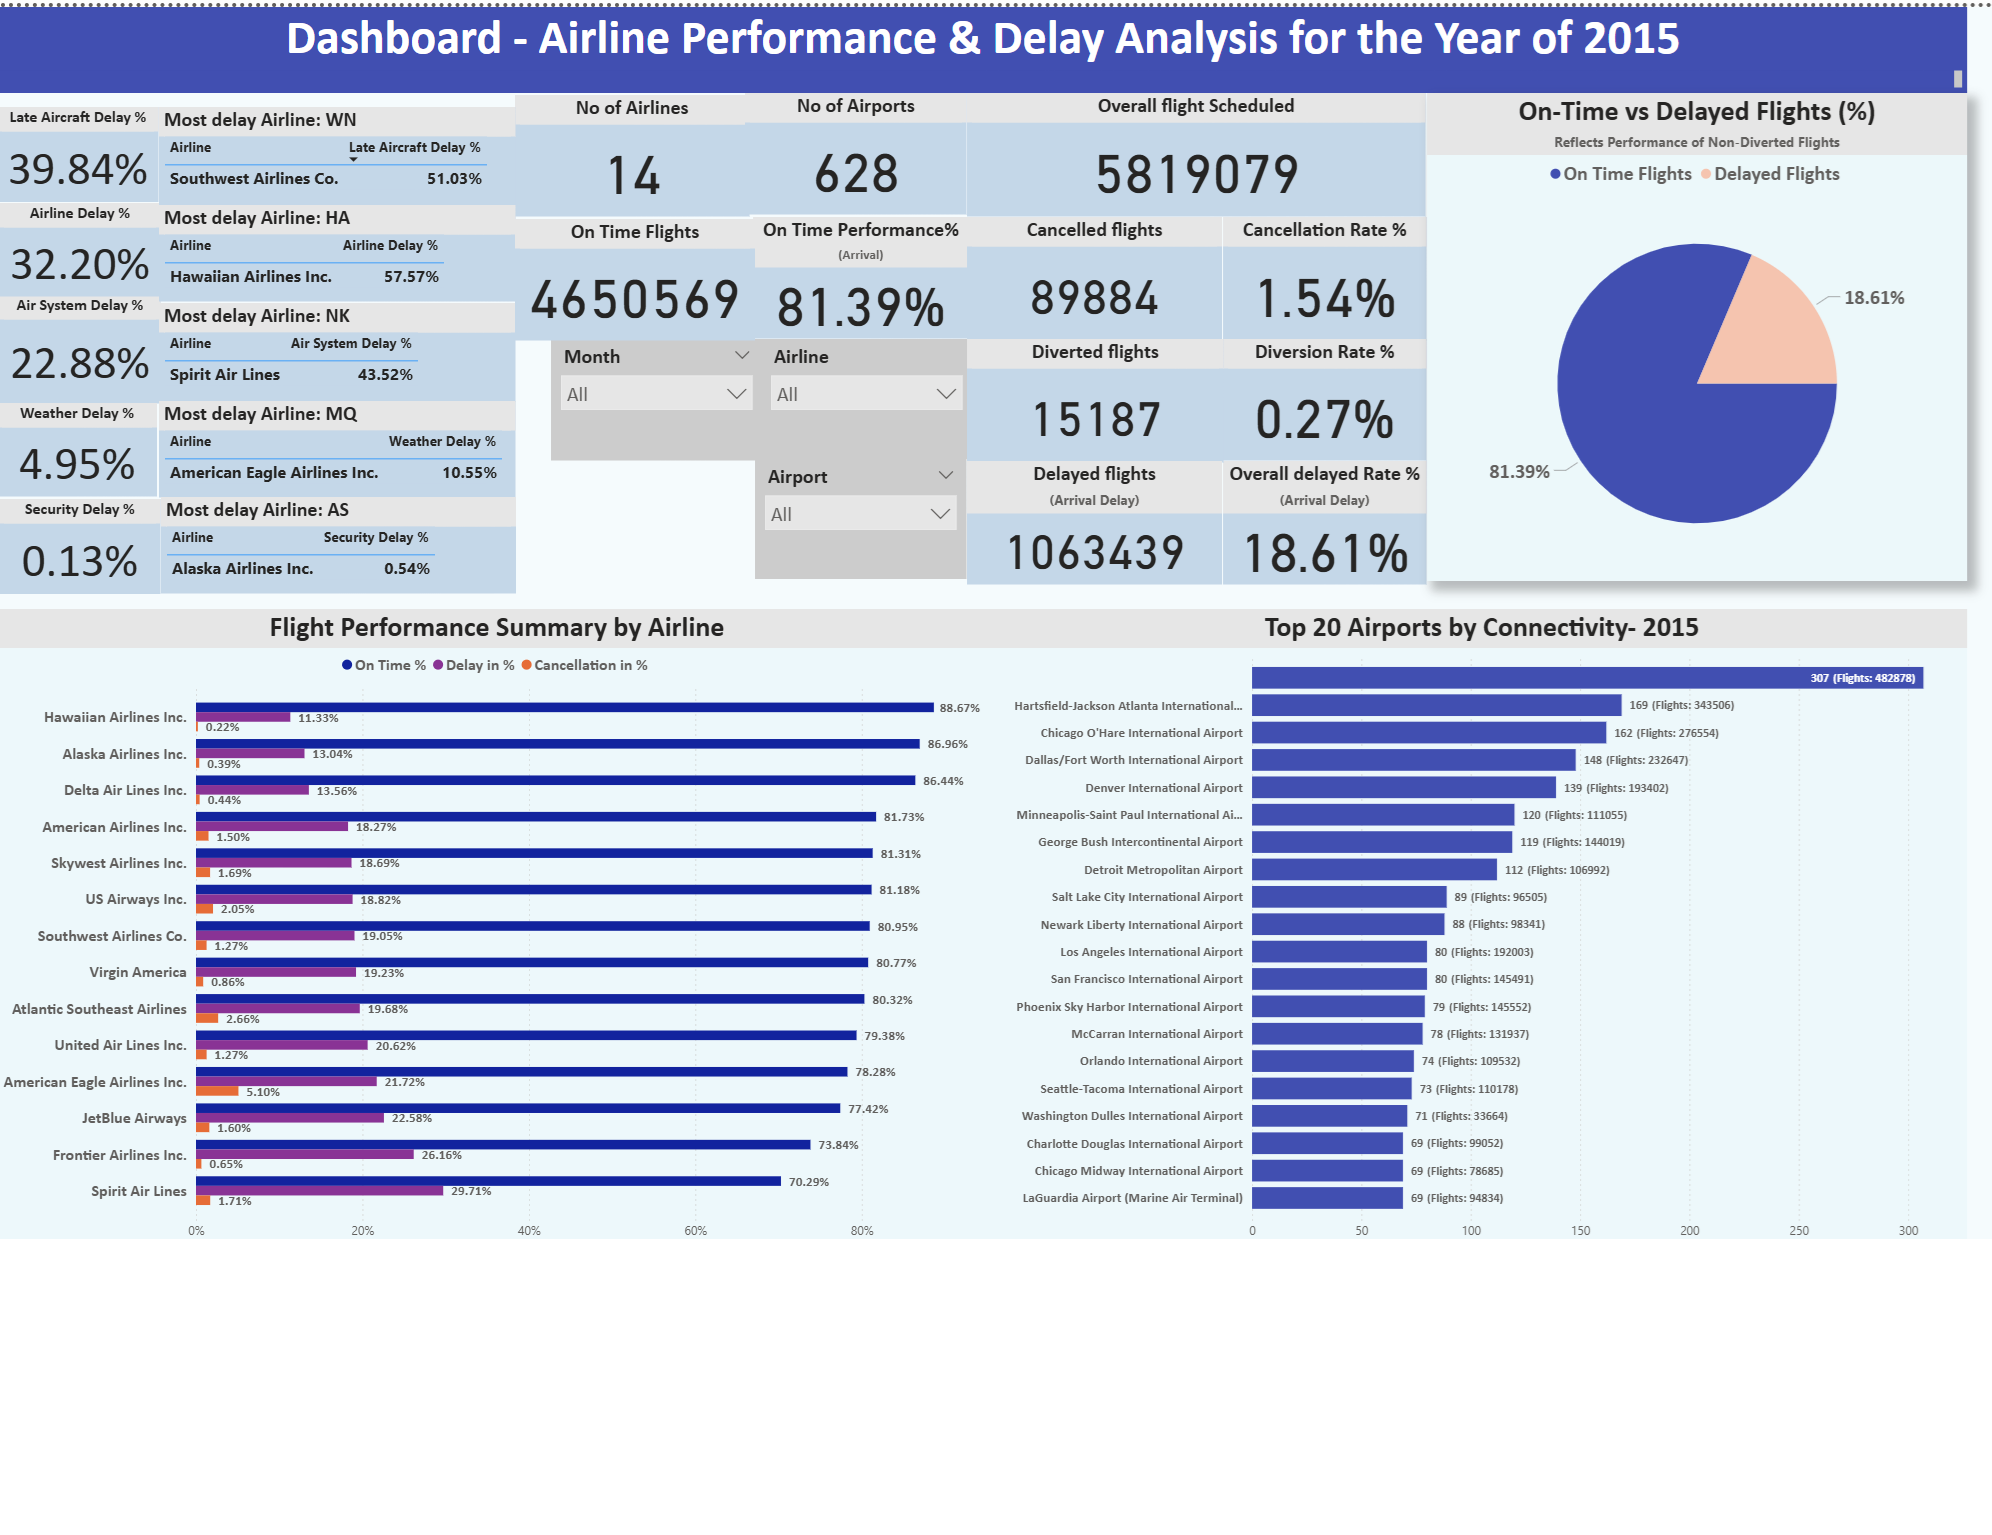 Dashboard - Airline Performance & Delay Analysis for the Year of 2015
Late Aircraft Delay %
39.84%
Most delay Airline: WN
Airline Late Aircraft Delay %
Southwest Airlines Co. 51.03%
Airline Delay %
32.20%
Most delay Airline: HA
Airline Airline Delay %
Hawaiian Airlines Inc. 57.57%
Air System Delay %
22.88%
Most delay Airline: NK
Airline Air System Delay %
Spirit Air Lines 43.52%
Weather Delay %
4.95%
Most delay Airline: MQ
Airline Weather Delay %
American Eagle Airlines Inc. 10.55%
Security Delay %
0.13%
Most delay Airline: AS
Airline Security Delay %
Alaska Airlines Inc. 0.54%
No of Airlines
14
No of Airports
628
Overall flight Scheduled
5819079
On Time Flights
4650569
On Time Performance%
(Arrival)
81.39%
Cancelled flights
89884
Cancellation Rate %
1.54%
Month
All
Airline
All
Airport
All
Diverted flights
15187
Diversion Rate %
0.27%
Delayed flights
(Arrival Delay)
1063439
Overall delayed Rate %
(Arrival Delay)
18.61%
On-Time vs Delayed Flights (%)
Reflects Performance of Non-Diverted Flights
On Time Flights Delayed Flights
18.61%
81.39%
Flight Performance Summary by Airline
On Time % Delay in % Cancellation in %
Hawaiian Airlines Inc. 88.67% 11.33% 0.22%
Alaska Airlines Inc. 86.96% 13.04% 0.39%
Delta Air Lines Inc. 86.44% 13.56% 0.44%
American Airlines Inc. 81.73% 18.27% 1.50%
Skywest Airlines Inc. 81.31% 18.69% 1.69%
US Airways Inc. 81.18% 18.82% 2.05%
Southwest Airlines Co. 80.95% 19.05% 1.27%
Virgin America 80.77% 19.23% 0.86%
Atlantic Southeast Airlines 80.32% 19.68% 2.66%
United Air Lines Inc. 79.38% 20.62% 1.27%
American Eagle Airlines Inc. 78.28% 21.72% 5.10%
JetBlue Airways 77.42% 22.58% 1.60%
Frontier Airlines Inc. 73.84% 26.16% 0.65%
Spirit Air Lines 70.29% 29.71% 1.71%
0% 20% 40% 60% 80%
Top 20 Airports by Connectivity- 2015
307 (Flights: 482878)
Hartsfield-Jackson Atlanta International... 169 (Flights: 343506)
Chicago O'Hare International Airport 162 (Flights: 276554)
Dallas/Fort Worth International Airport 148 (Flights: 232647)
Denver International Airport 139 (Flights: 193402)
Minneapolis-Saint Paul International Ai... 120 (Flights: 111055)
George Bush Intercontinental Airport 119 (Flights: 144019)
Detroit Metropolitan Airport 112 (Flights: 106992)
Salt Lake City International Airport 89 (Flights: 96505)
Newark Liberty International Airport 88 (Flights: 98341)
Los Angeles International Airport 80 (Flights: 192003)
San Francisco International Airport 80 (Flights: 145491)
Phoenix Sky Harbor International Airport 79 (Flights: 145552)
McCarran International Airport 78 (Flights: 131937)
Orlando International Airport 74 (Flights: 109532)
Seattle-Tacoma International Airport 73 (Flights: 110178)
Washington Dulles International Airport 71 (Flights: 33664)
Charlotte Douglas International Airport 69 (Flights: 99052)
Chicago Midway International Airport 69 (Flights: 78685)
LaGuardia Airport (Marine Air Terminal) 69 (Flights: 94834)
0 50 100 150 200 250 300